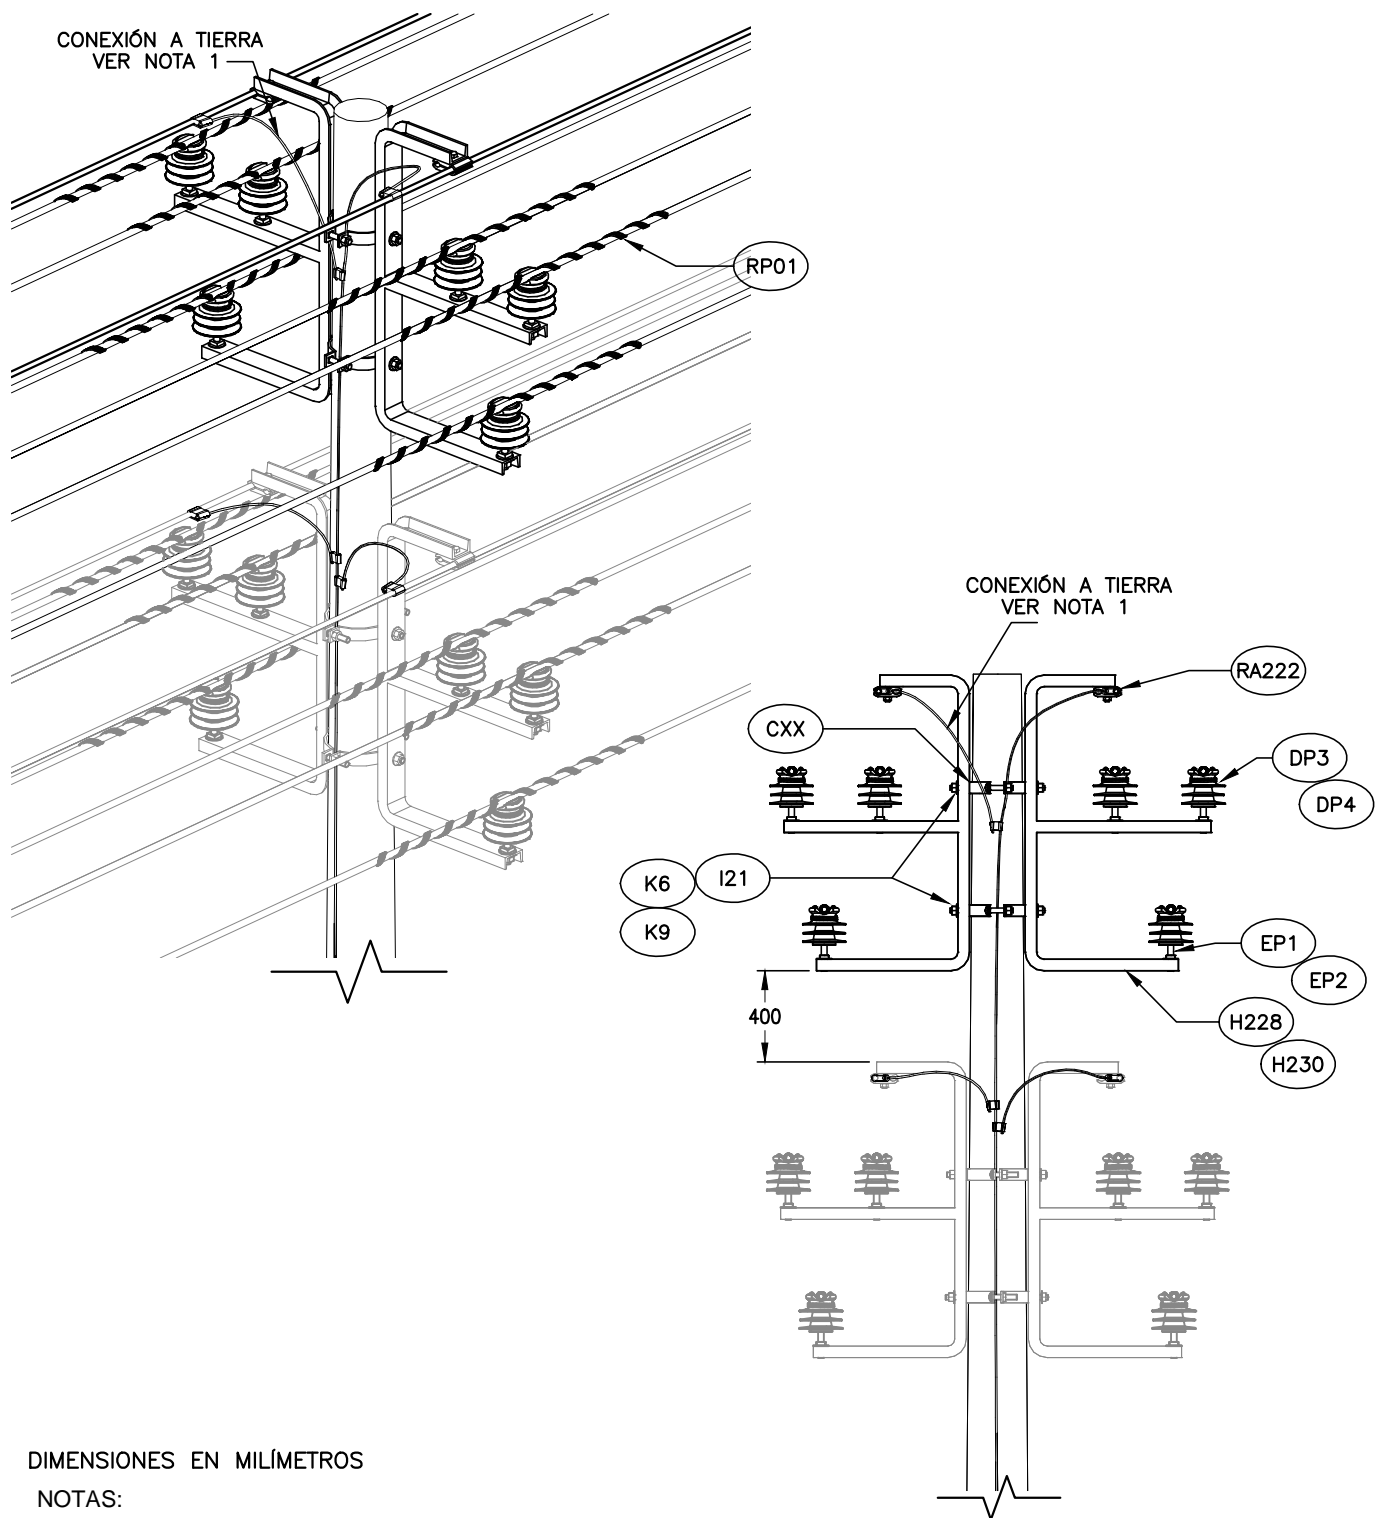 CONEXIÓN A TIERRA
VER NOTA 1
RP01
CONEXIÓN A TIERRA
VER NOTA 1
RA222
CXX
DP3
DP4
K6
I21
K9
EP1
EP2
400
H228
H230
DIMENSIONES EN MILÍMETROS
NOTAS: